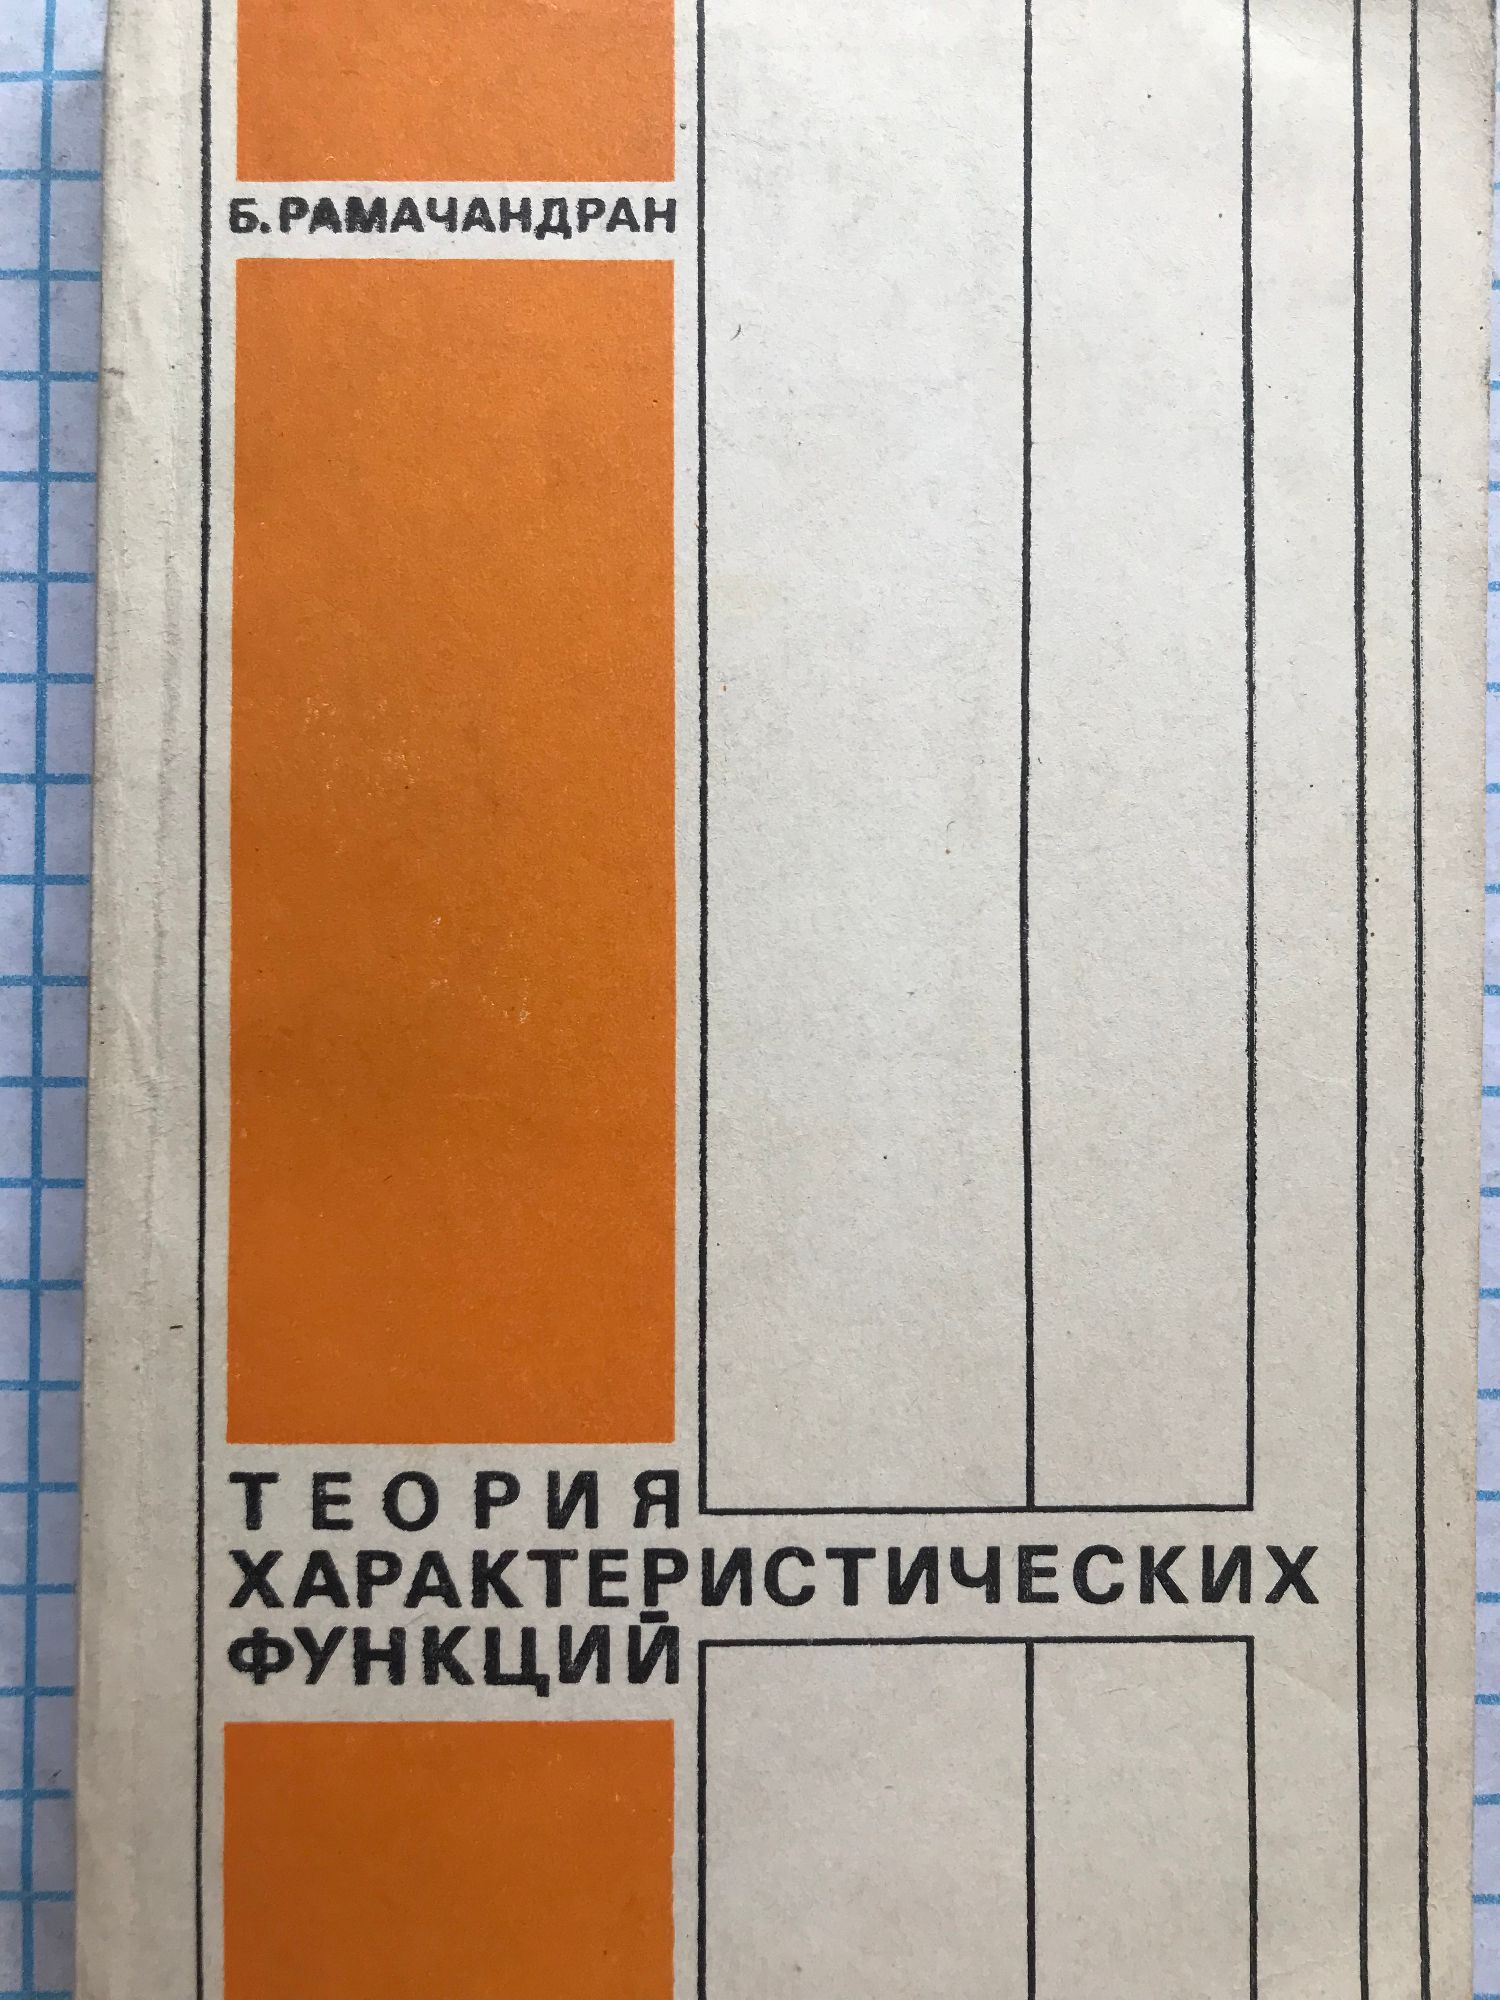 Б.РАМАЧАНДРАН
ТЕОРИЯ
ХАРАКТЕРИСТИЧЕСКИХ
ФУНКЦИЙ